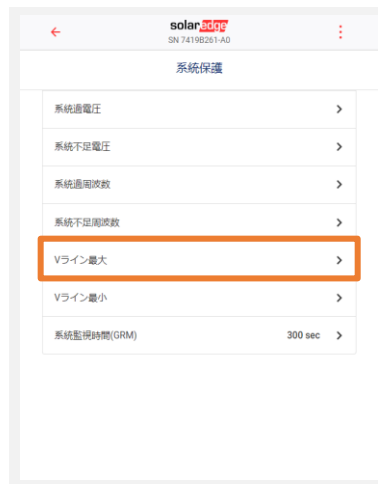 solaredge
SN 7419B261-A0
系統保護
系統過電圧
系統不足電圧
系統過周波数
系統不足周波数
Vライン最大
Vライン最小
系統監視時間(GRM) 300 sec